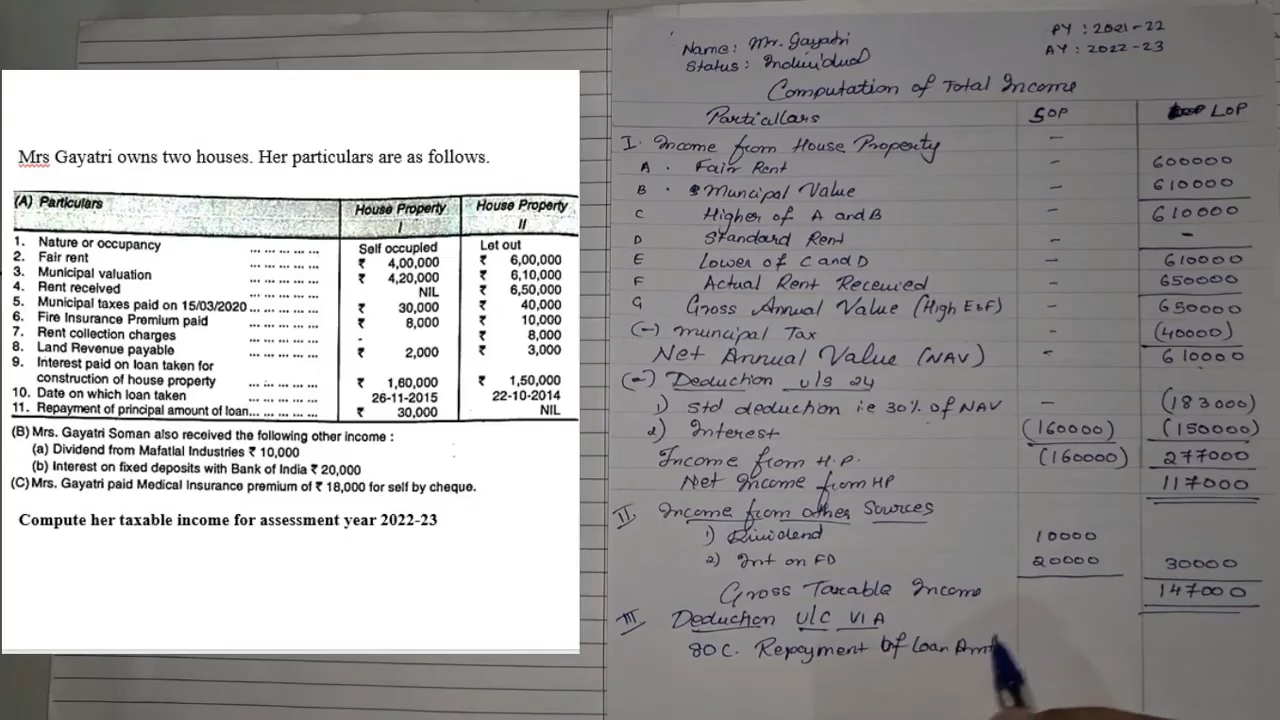 Mrs Gayatri owns two houses. Her particulars are as follows.
(A) Particulars House Property I House Property II
1. Nature or occupancy ... ... ... ... ... Self occupied Let out
2. Fair rent ... ... ... ... ... ₹ 4,00,000 ₹ 6,00,000
3. Municipal valuation ... ... ... ... ... ₹ 4,20,000 ₹ 6,10,000
4. Rent received ... ... ... ... ... NIL ₹ 6,50,000
5. Municipal taxes paid on 15/03/2020 ... ... ... ... ... ₹ 30,000 ₹ 40,000
6. Fire Insurance Premium paid ... ... ... ... ... ₹ 8,000 ₹ 10,000
7. Rent collection charges ... ... ... ... ... - ₹ 8,000
8. Land Revenue payable ... ... ... ... ... ₹ 2,000 ₹ 3,000
9. Interest paid on loan taken for
construction of house property ... ... ... ... ... ₹ 1,60,000 ₹ 1,50,000
10. Date on which loan taken ... ... ... ... ... 26-11-2015 22-10-2014
11. Repayment of principal amount of loan... ... ... ... ... ₹ 30,000 NIL
(B) Mrs. Gayatri Soman also received the following other income :
(a) Dividend from Mafatlal Industries ₹ 10,000
(b) Interest on fixed deposits with Bank of India ₹ 20,000
(C) Mrs. Gayatri paid Medical Insurance premium of ₹ 18,000 for self by cheque.
Compute her taxable income for assessment year 2022-23
Name: Mr. Gayatri PY : 2021-22
Status: Individual AY : 2022-23
Computation of Total Income
Particallars SOP LOP
I. Income from House Property -
A. Fair Rent - 600000
B. Muncipal Value - 610000
C Higher of A and B - 610000
D Standard Rent - -
E Lower of C and D - 610000
F Actual Rent Received - 650000
G Gross Annual Value (High E&F) - 650000
(-) muncipal Tax - (40000)
Net Annual Value (NAV) - 610000
(-) Deduction u/s 24
1) Std deduction i.e 30% of NAV - (183000)
2) Interest (160000) (150000)
Income from H.P. (160000) 277000
Net Income from HP 117000
II Income from other Sources
1) Dividend 10000
2) Int on FD 20000 30000
Gross Taxable Income 147000
III Deduction U/C VI A
80C. Repayment of Loan Amt